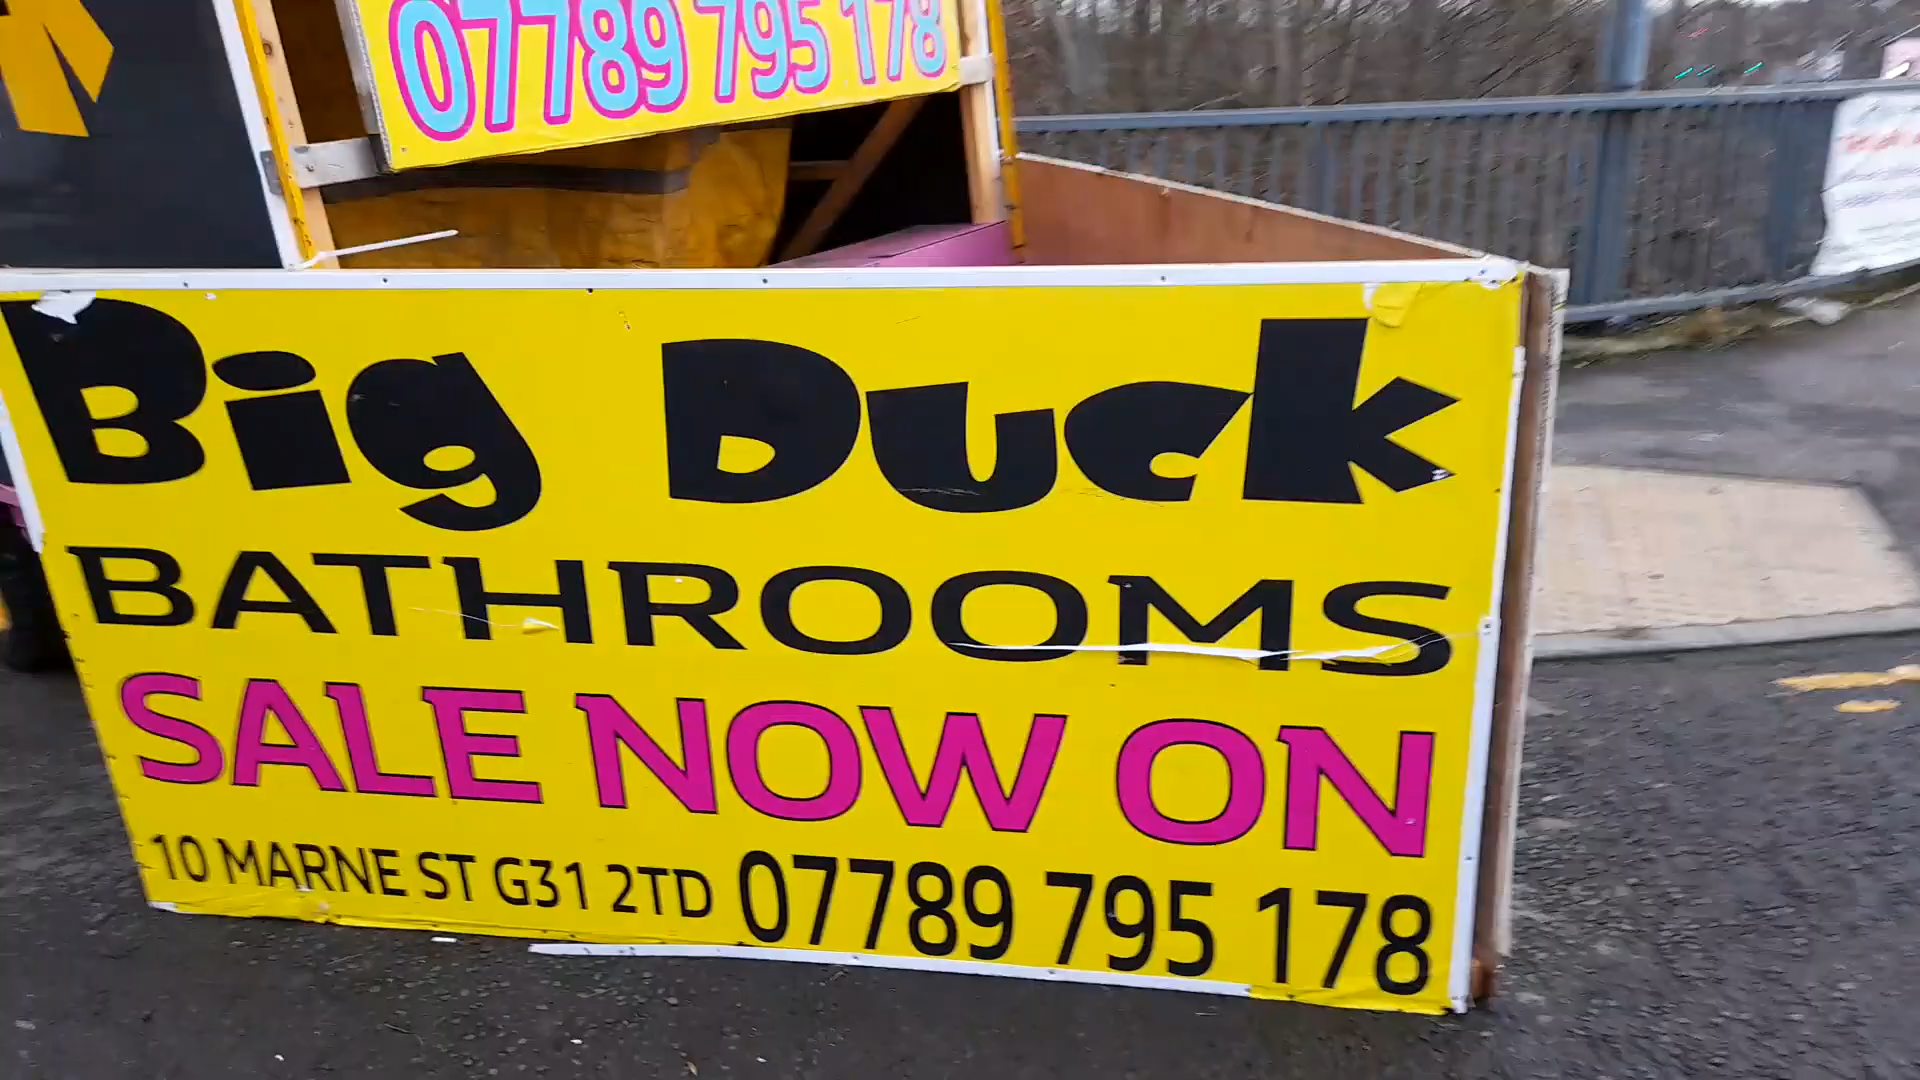 07789 795 178
Big Duck
BATHROOMS
SALE NOW ON
10 MARNE ST G31 2TD 07789 795 178